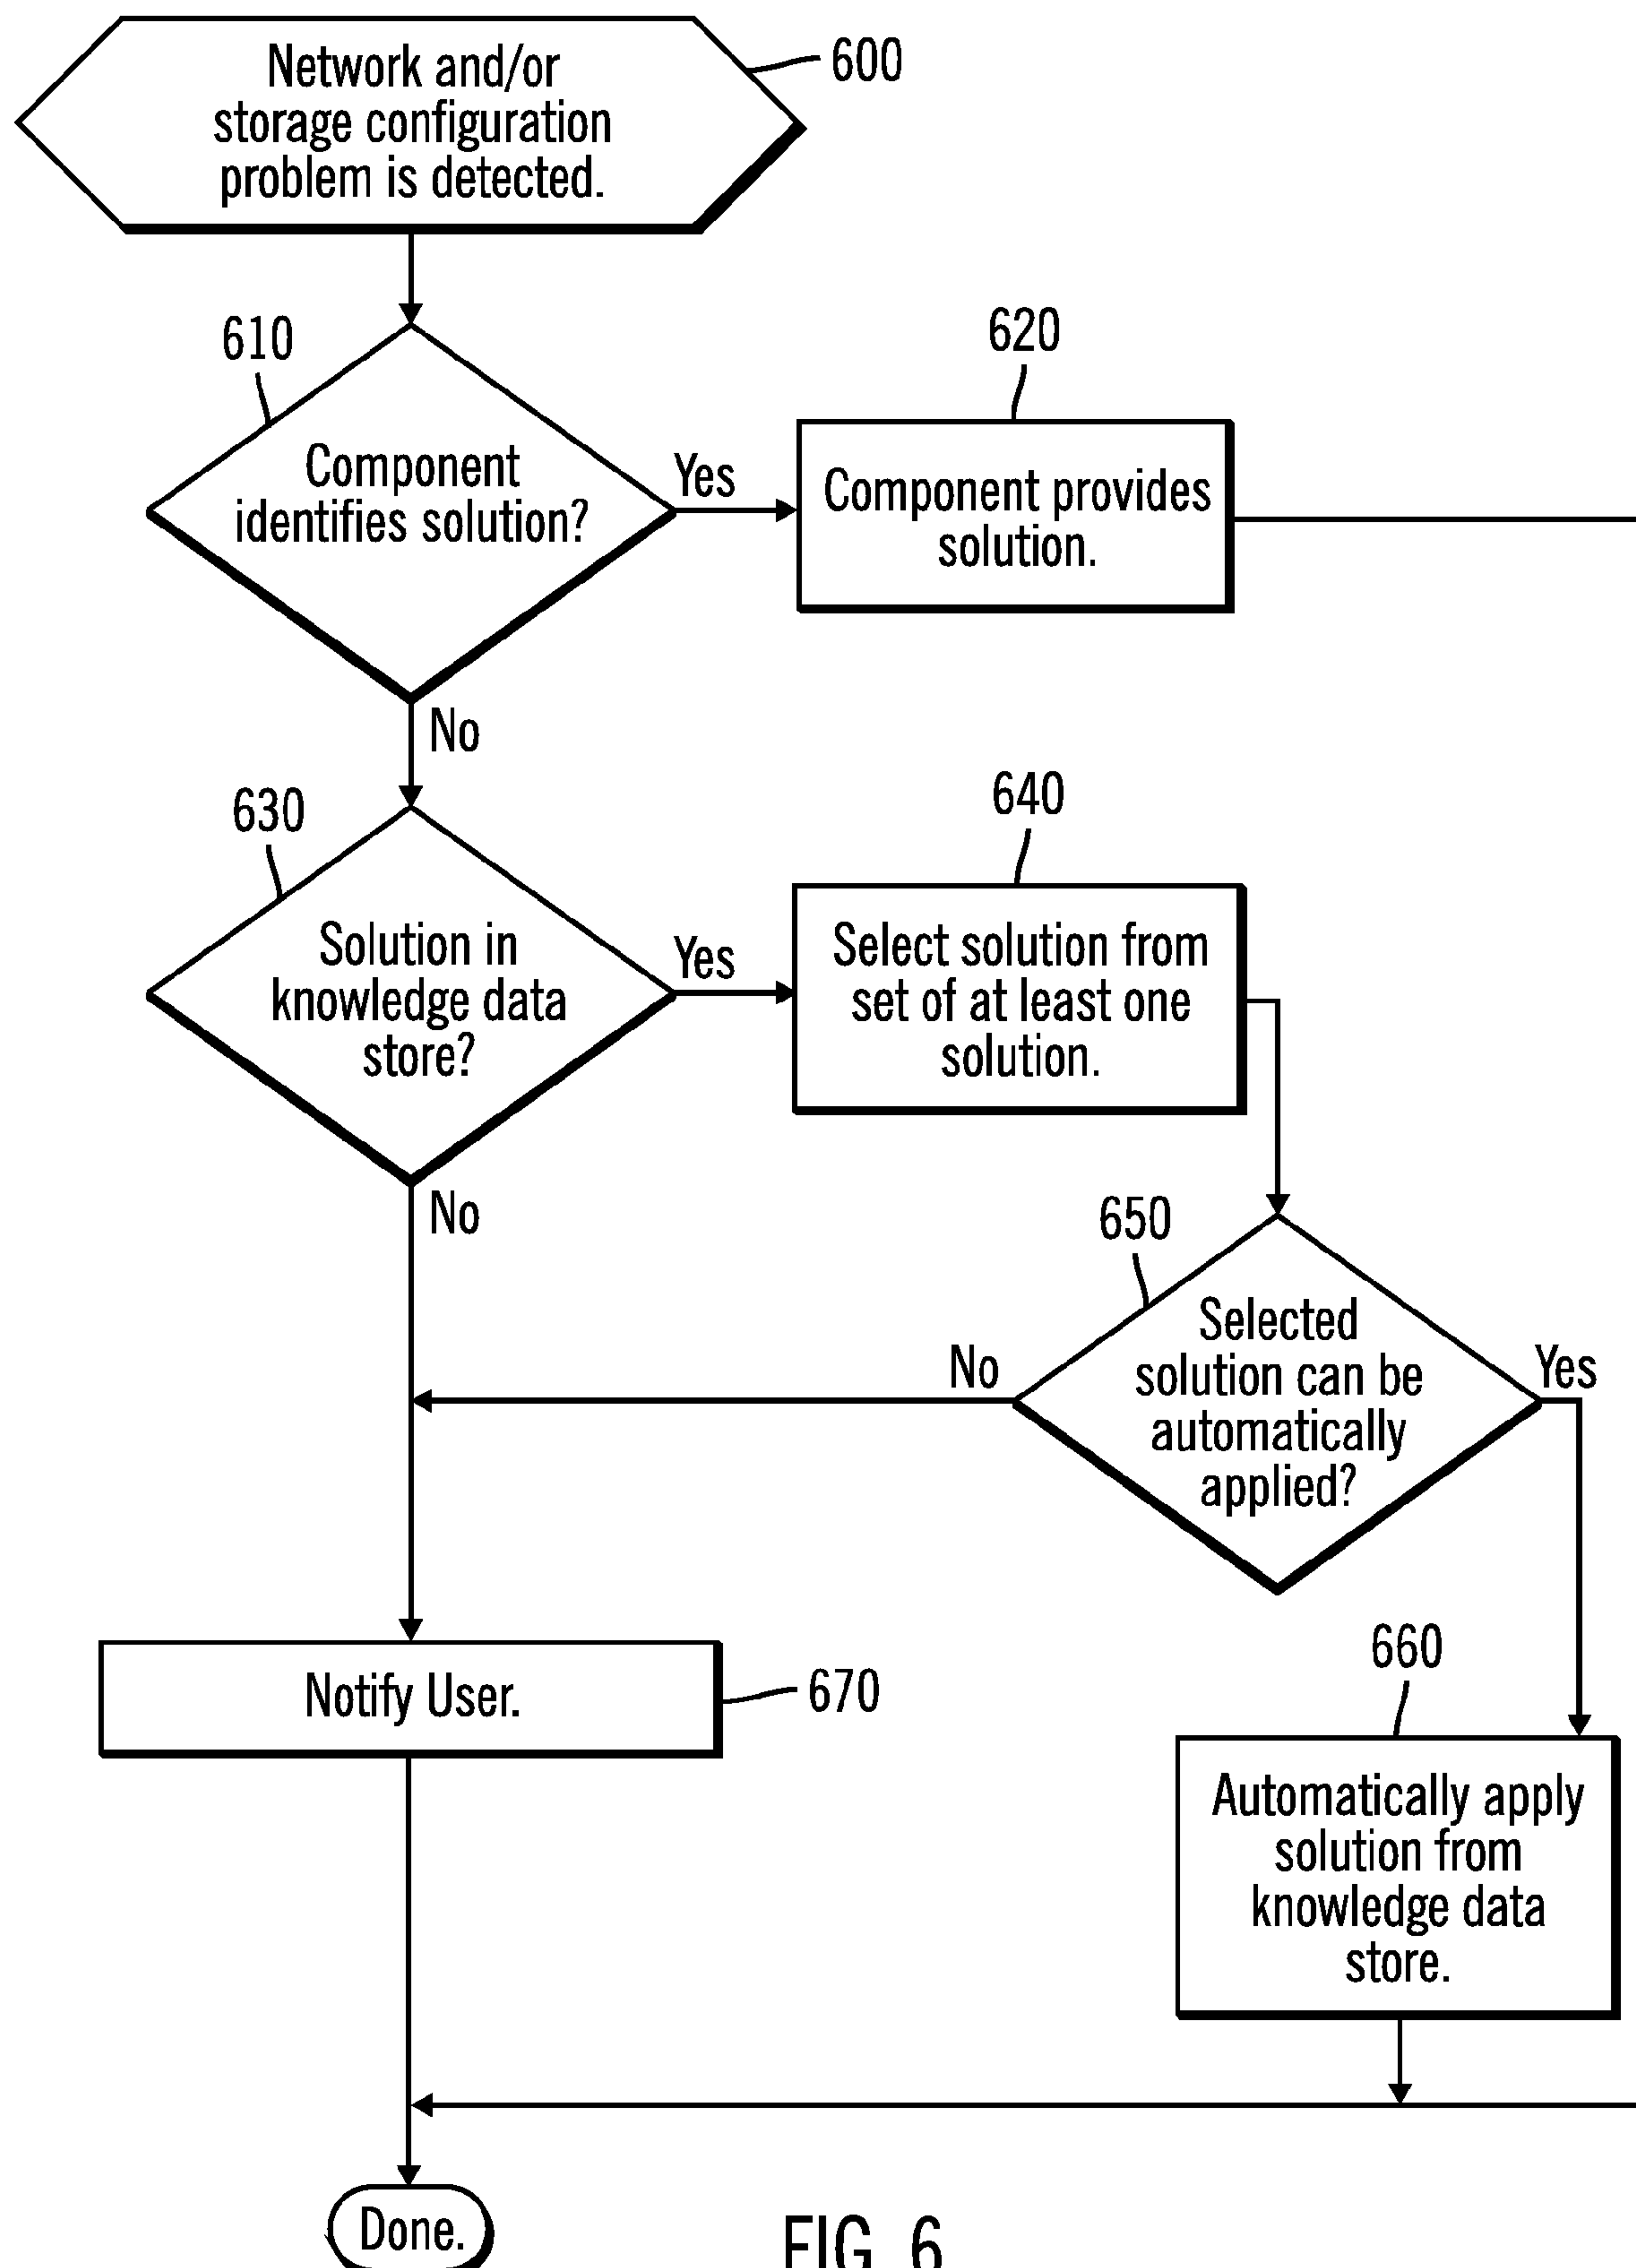 Network and/or
storage configuration
problem is detected.
600
610
Component
identifies solution?
Yes
620
Component provides
solution.
No
630
Solution in
knowledge data
store?
Yes
640
Select solution from
set of at least one
solution.
No
650
Selected
solution can be
automatically
applied?
No
Yes
Notify User.
670
660
Automatically apply
solution from
knowledge data
store.
Done.
FIG. 6